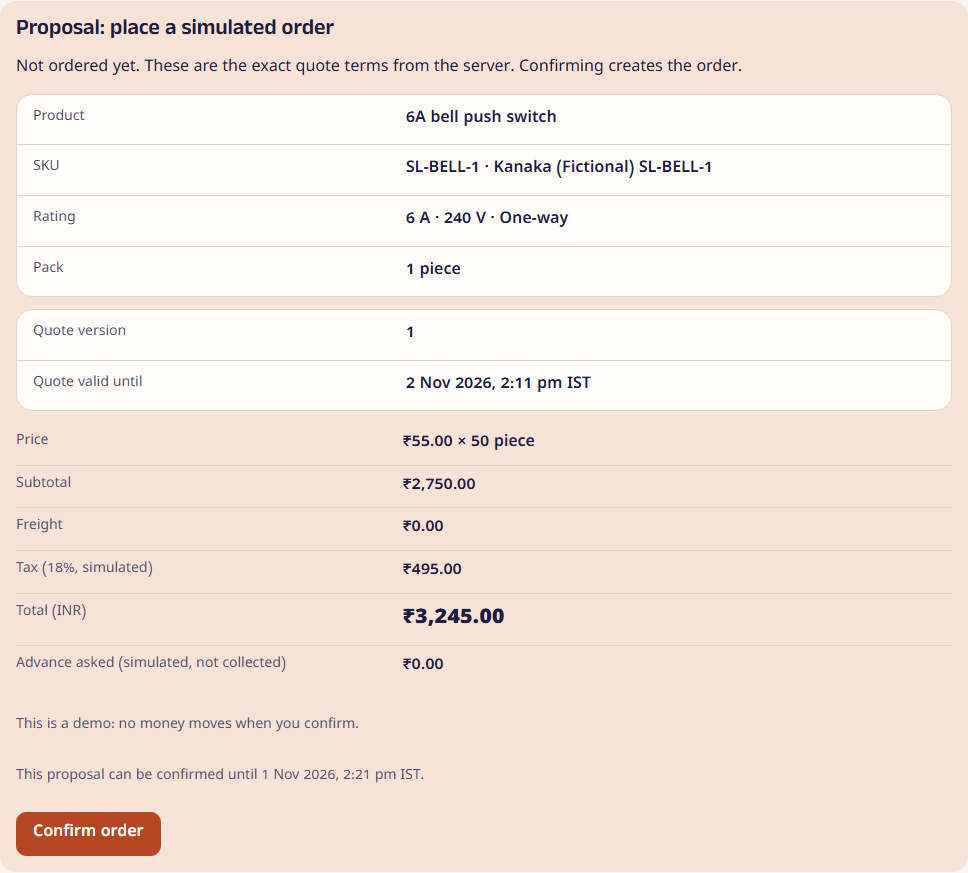 Proposal: place a simulated order
Not ordered yet. These are the exact quote terms from the server. Confirming creates the order.
Product 6A bell push switch
SKU SL-BELL-1 · Kanaka (Fictional) SL-BELL-1
Rating 6 A · 240 V · One-way
Pack 1 piece
Quote version 1
Quote valid until 2 Nov 2026, 2:11 pm IST
Price ₹55.00 × 50 piece
Subtotal ₹2,750.00
Freight ₹0.00
Tax (18%, simulated) ₹495.00
Total (INR) ₹3,245.00
Advance asked (simulated, not collected) ₹0.00
This is a demo: no money moves when you confirm.
This proposal can be confirmed until 1 Nov 2026, 2:21 pm IST.
Confirm order